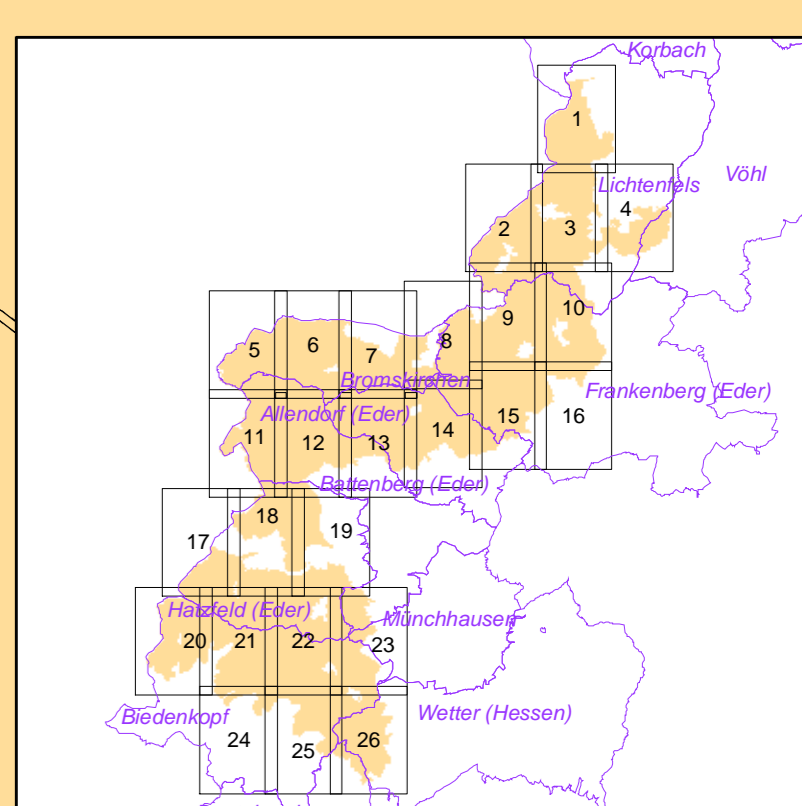 Korbach
1
Vöhl
Lichtenfels
4
2
3
10
9
8
6
5
7
Bromskirchen
Frankenberg (Eder)
Allendorf (Eder)
15
16
14
11
12
13
Battenberg (Eder)
18
19
17
Hatzfeld (Eder)
Münchhausen
20
21
22
23
Wetter (Hessen)
Biedenkopf
24
26
25